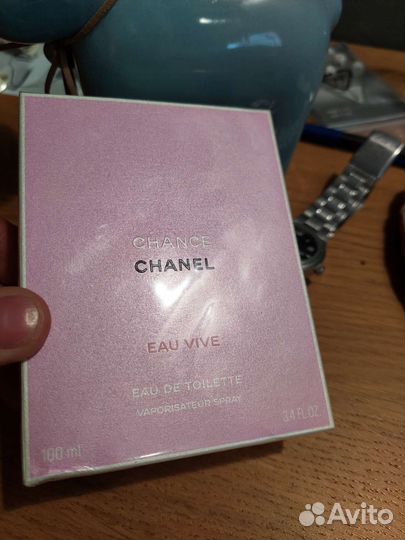 CHANCE
CHANEL
EAU VIVE
EAU DE TOILETTE
VAPORISATEUR SPRAY
100 ml
3.4 FL.OZ.
Avito